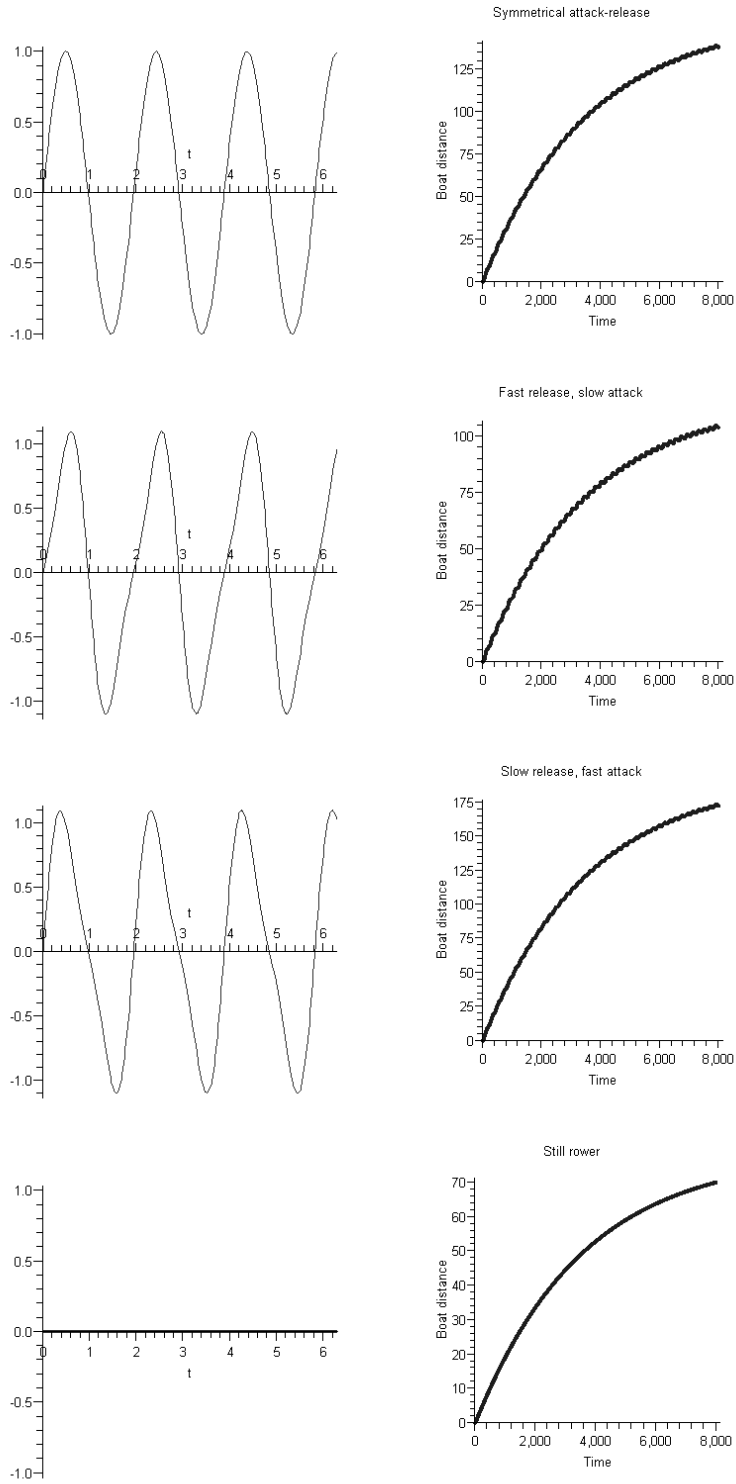 Symmetrical attack-release
1.0
0.5
0.0
-0.5
-1.0
t
0 1 2 3 4 5 6
Boat distance
125
100
75
50
25
0
0 2,000 4,000 6,000 8,000
Time
Fast release, slow attack
1.0
0.5
0.0
-0.5
-1.0
t
0 1 2 3 4 5 6
Boat distance
100
75
50
25
0
0 2,000 4,000 6,000 8,000
Time
Slow release, fast attack
1.0
0.5
0.0
-0.5
-1.0
t
0 1 2 3 4 5 6
Boat distance
175
150
125
100
75
50
25
0
0 2,000 4,000 6,000 8,000
Time
Still rower
1.0
0.5
0.0
-0.5
-1.0
0 1 2 3 4 5 6
t
Boat distance
70
60
50
40
30
20
10
0
0 2,000 4,000 6,000 8,000
Time